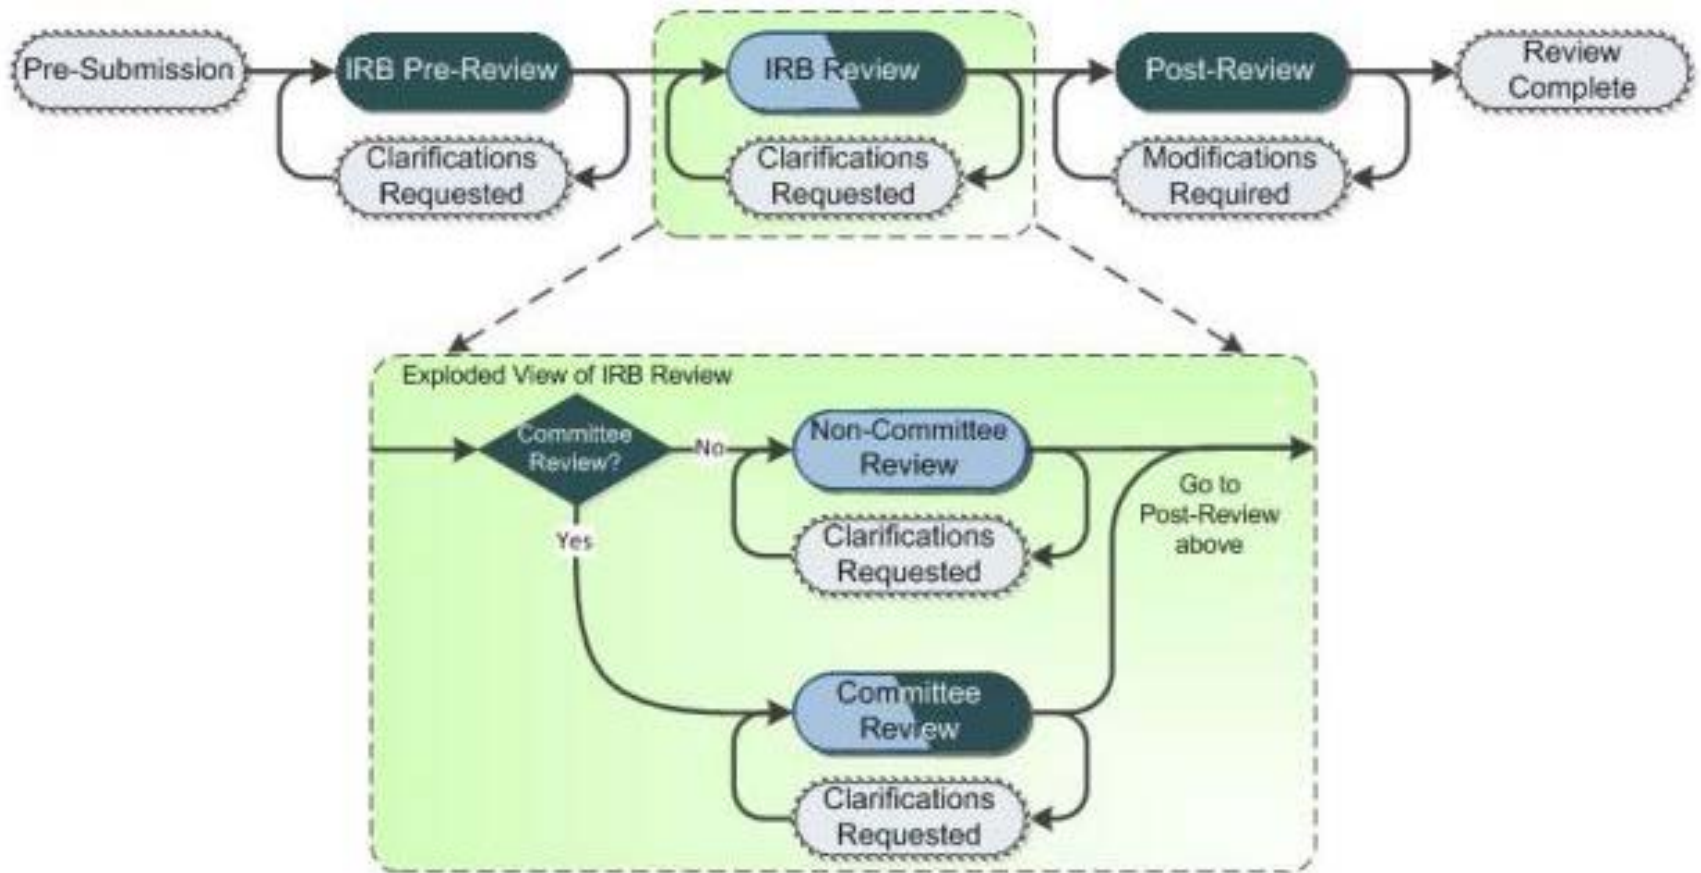 Pre-Submission
IRB Pre-Review
IRB Review
Post-Review
Review
Complete
Clarifications
Requested
Clarifications
Requested
Modifications
Required
Exploded View of IRB Review
Committee
Review?
No
Non-Committee
Review
Go to
Post-Review
above
Yes
Clarifications
Requested
Committee
Review
Clarifications
Requested